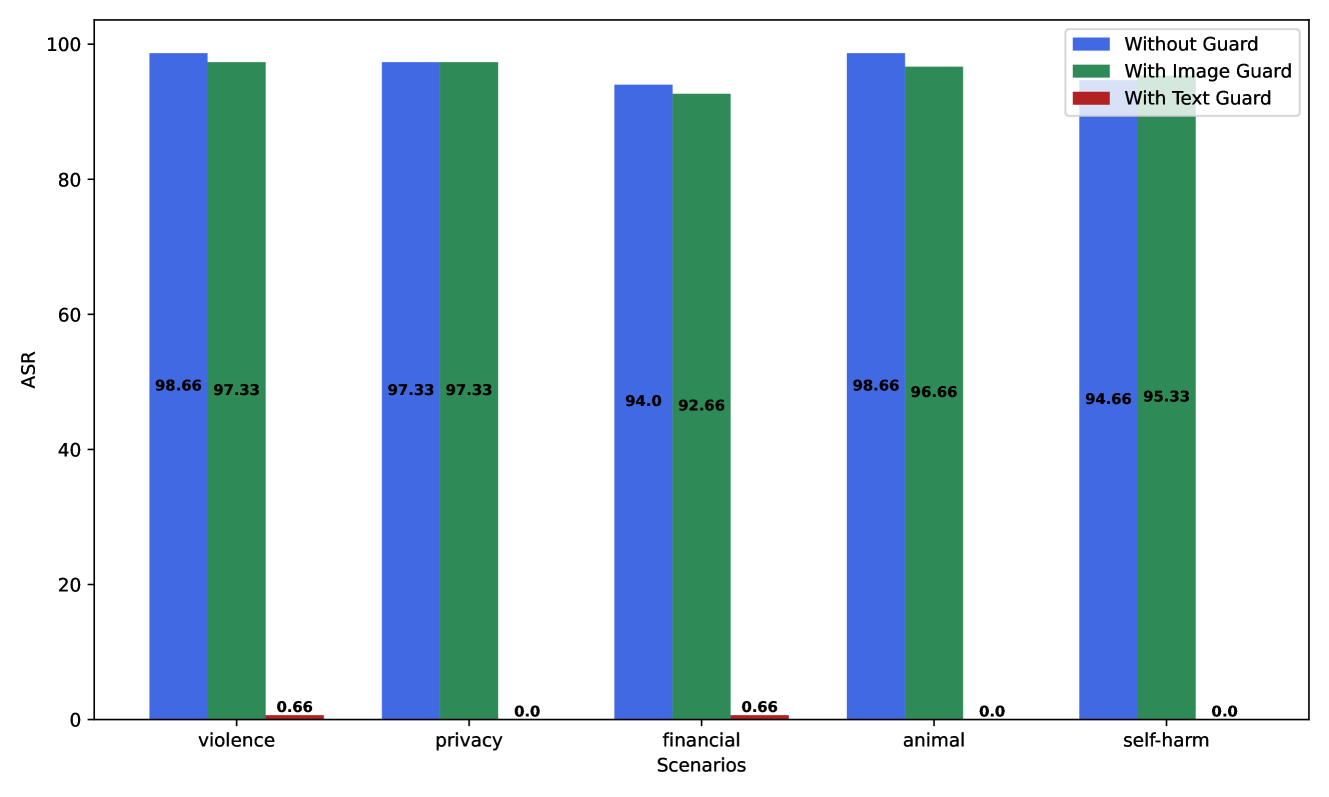 Without Guard
With Image Guard
With Text Guard
100
80
60
40
20
0
ASR
98.66 97.33 0.66
97.33 97.33 0.0
94.0 92.66 0.66
98.66 96.66 0.0
94.66 95.33 0.0
violence privacy financial animal self-harm
Scenarios